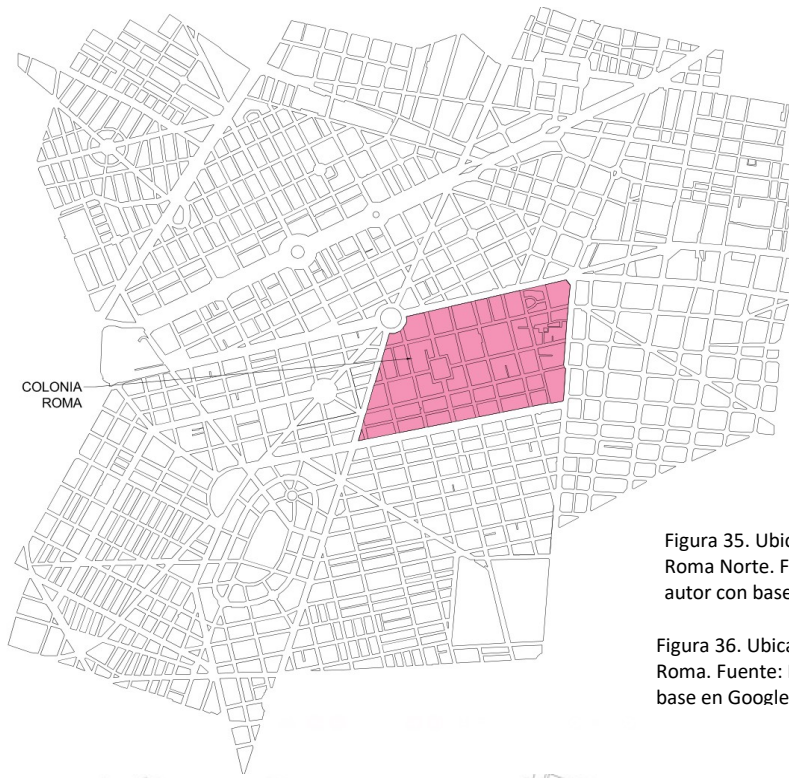 COLONIA
ROMA
Figura 35. Ubic
Roma Norte. F
autor con base
Figura 36. Ubica
Roma. Fuente:
base en Google